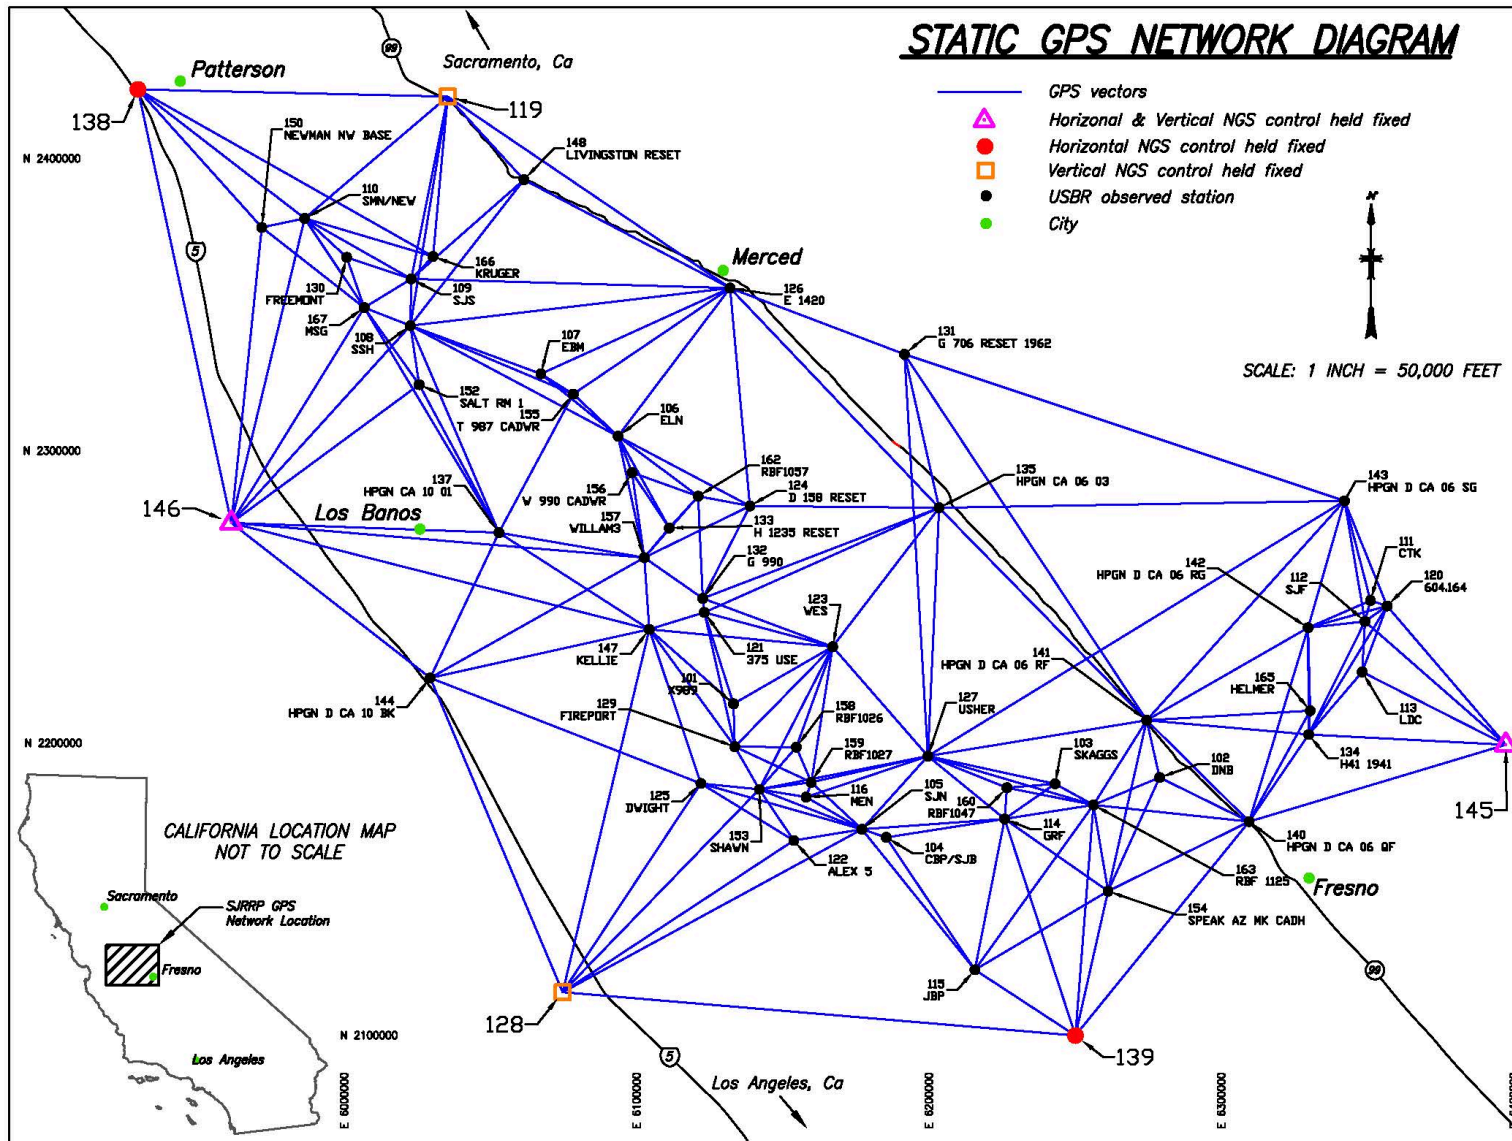 STATIC GPS NETWORK DIAGRAM
GPS vectors
Horizonal & Vertical NGS control held fixed
Horizontal NGS control held fixed
Vertical NGS control held fixed
USBR observed station
City
N
SCALE: 1 INCH = 50,000 FEET
99
Sacramento, Ca
Patterson
138
119
150
NEWMAN NW BASE
148
LIVINGSTON RESET
N 2400000
110
SMN/NEW
5
166
KRUGER
130
FREEMONT
109
SJS
Merced
126
E 1420
167
MSG
108
SSH
107
EBM
131
G 706 RESET 1962
152
SALT RM 1
155
T 987 CADWR
106
ELN
N 2300000
162
RBF1057
124
D 158 RESET
135
HPGN CA 06 03
143
HPGN D CA 06 SG
137
HPGN CA 10 01
156
W 990 CADWR
146
Los Banos
157
WILLAM3
133
H 1235 RESET
132
G 990
142
HPGN D CA 06 RG
112
SJF
111
CTK
120
604.164
123
WES
147
KELLIE
121
375 USE
141
HPGN D CA 06 RF
165
HELMER
113
LDC
144
HPGN D CA 10 BK
101
X989
129
FIREPORT
158
RBF1026
127
USHER
N 2200000
159
RBF1027
103
SKAGGS
102
DNB
134
H41 1941
145
125
DWIGHT
116
MEN
105
SJN
160
RBF1047
153
SHAWN
122
ALEX 5
104
CBP/SJB
114
GRF
163
RBF 1125
140
HPGN D CA 06 QF
Fresno
154
SPEAK AZ MK CADH
CALIFORNIA LOCATION MAP
NOT TO SCALE
Sacramento
SJRRP GPS
Network Location
Fresno
Los Angeles
115
JBP
99
128
139
N 2100000
5
Los Angeles, Ca
E 6000000
E 6100000
E 6200000
E 6300000